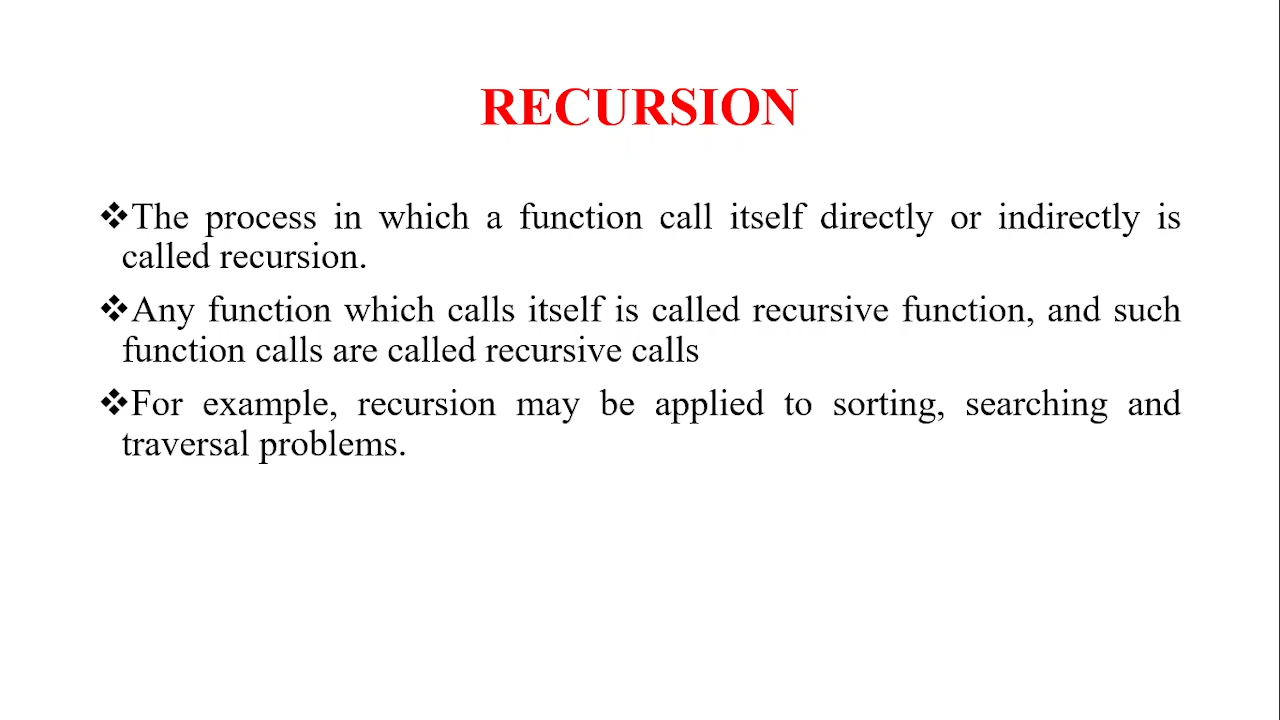 RECURSION
❖The process in which a function call itself directly or indirectly is
called recursion.
❖Any function which calls itself is called recursive function, and such
function calls are called recursive calls
❖For example, recursion may be applied to sorting, searching and
traversal problems.